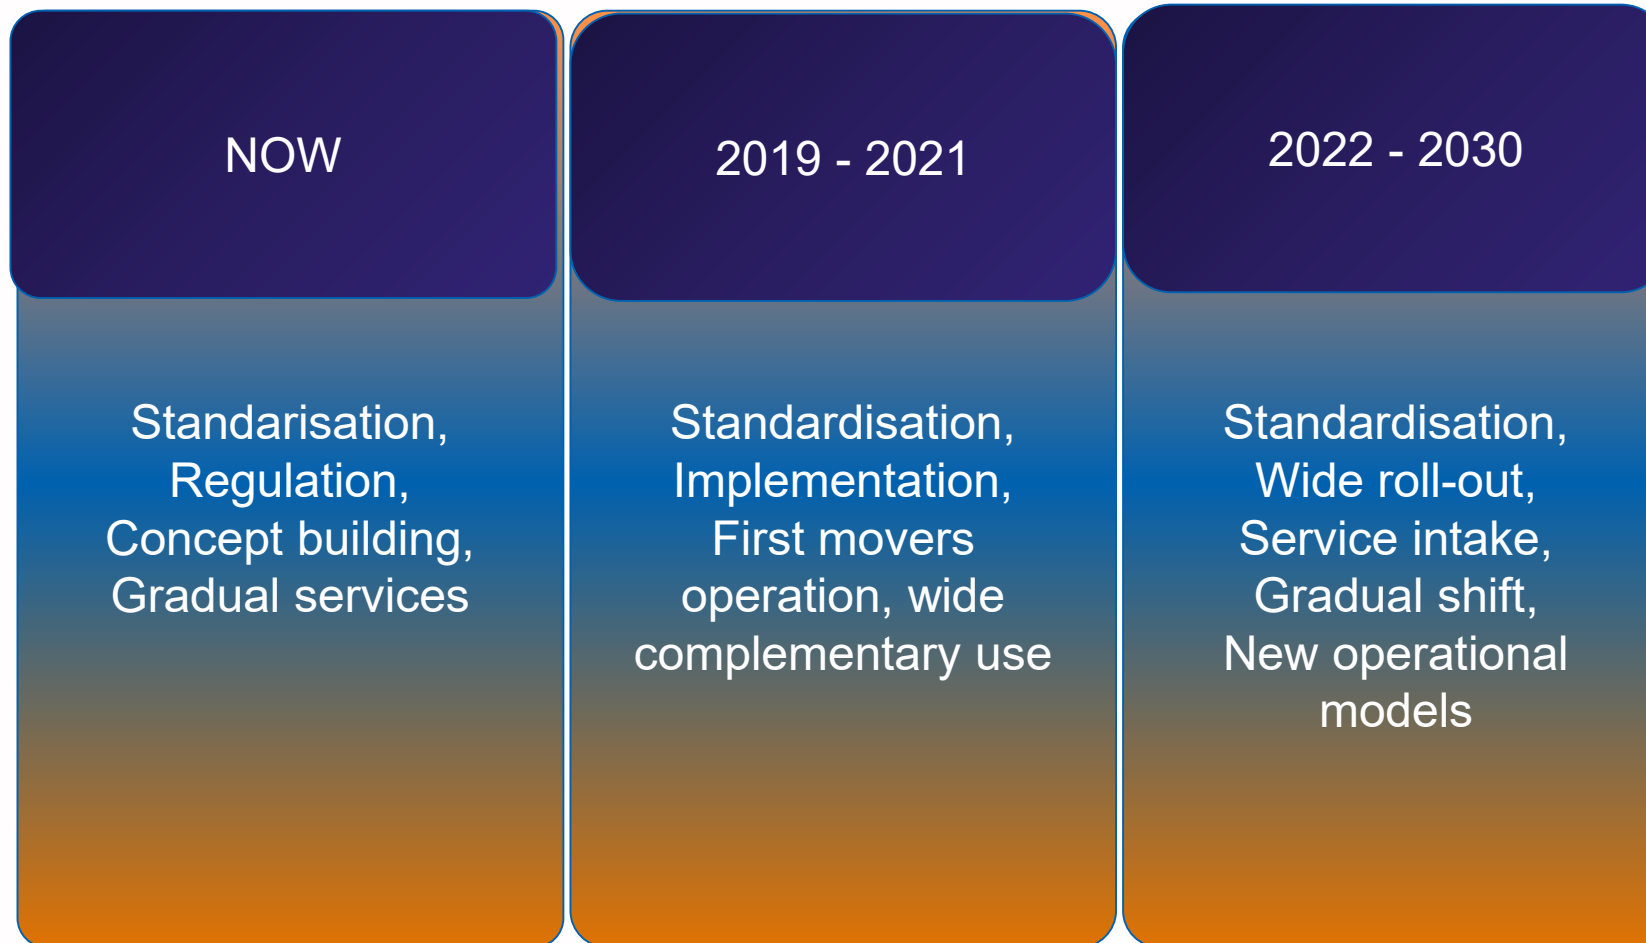 NOW
Standarisation,
Regulation,
Concept building,
Gradual services
2019 - 2021
Standardisation,
Implementation,
First movers
operation, wide
complementary use
2022 - 2030
Standardisation,
Wide roll-out,
Service intake,
Gradual shift,
New operational
models